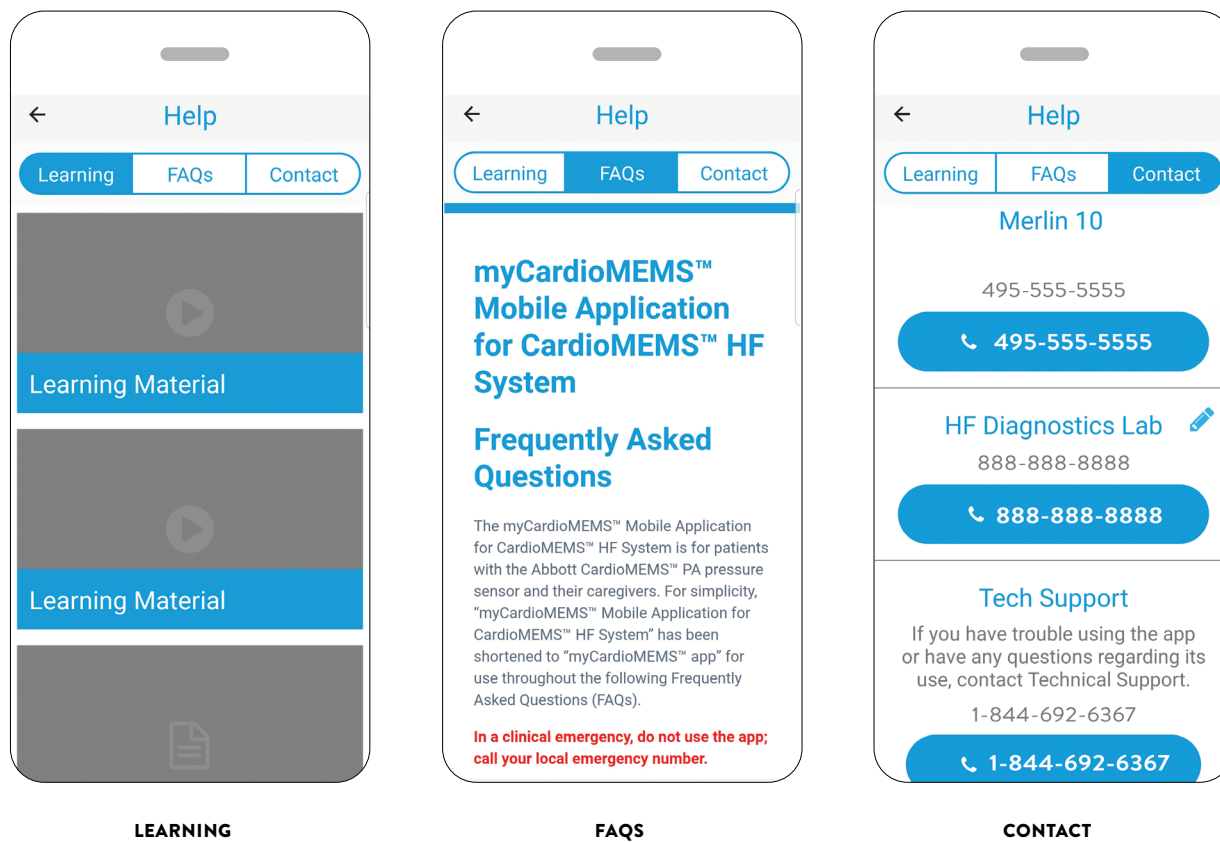 Help
Learning
FAQs
Contact
Learning Material
Learning Material
LEARNING
Help
Learning
FAQs
Contact
myCardioMEMS™
Mobile Application
for CardioMEMS™ HF
System
Frequently Asked
Questions
The myCardioMEMS™ Mobile Application
for CardioMEMS™ HF System is for patients
with the Abbott CardioMEMS™ PA pressure
sensor and their caregivers. For simplicity,
“myCardioMEMS™ Mobile Application for
CardioMEMS™ HF System” has been
shortened to “myCardioMEMS™ app” for
use throughout the following Frequently
Asked Questions (FAQs).
In a clinical emergency, do not use the app;
call your local emergency number.
FAQS
Help
Learning
FAQs
Contact
Merlin 10
495-555-5555
495-555-5555
HF Diagnostics Lab
888-888-8888
888-888-8888
Tech Support
If you have trouble using the app
or have any questions regarding its
use, contact Technical Support.
1-844-692-6367
1-844-692-6367
CONTACT